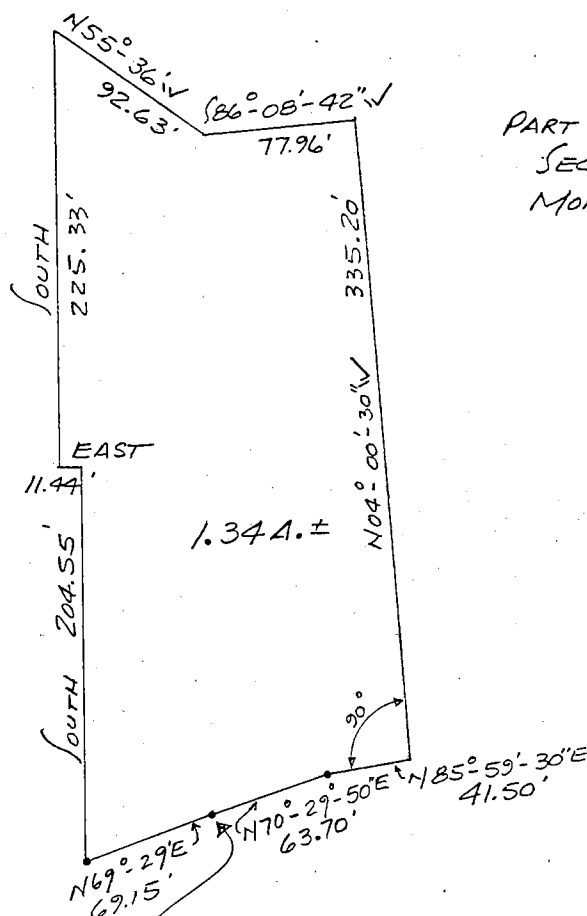 N55°-36'W
92.63'
S86°-08'-42"W
77.96'
PART
SEC
MON
SOUTH
225.33'
335.20'
N04°-00'-30"W
EAST
11.44'
1.34A.±
SOUTH 204.55'
90°
N85°-59'-30"E
41.50'
N70°-29'-50"E
63.70'
N69°-29'E
69.15'